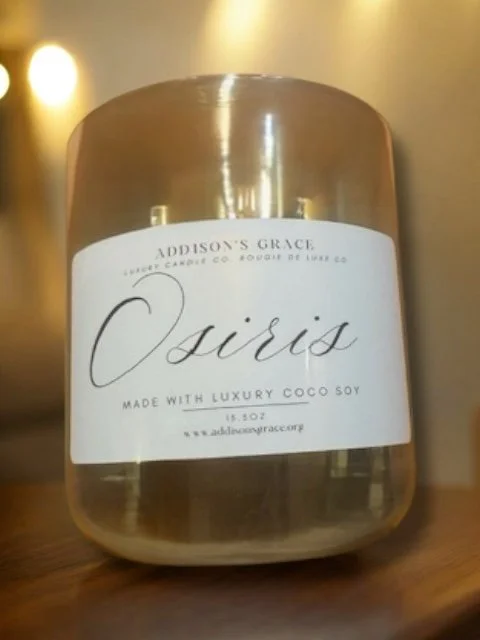 ADDISON'S GRACE
LUXURY CANDLE CO. BOUGIE DE LUXE CO
Osiris
MADE WITH LUXURY COCO SOY
15.5OZ
www.addisonsgrace.org